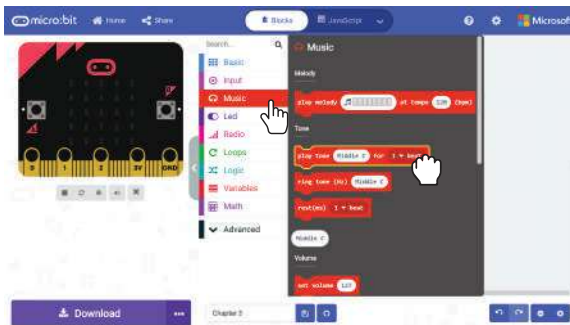 micro:bit Home Share Blocks JavaScript Microsoft
Search...
Basic
Input
Music
Led
Radio
Loops
Logic
Variables
Math
Advanced
Music
Melody
play melody at tempo 120 (bpm)
Tone
play tone Middle C for 1 beat
ring tone (Hz) Middle C
rest(ms) 1 beat
Middle C
Volume
set volume 127
0 1 2 3V GND
Download
Chapter 3